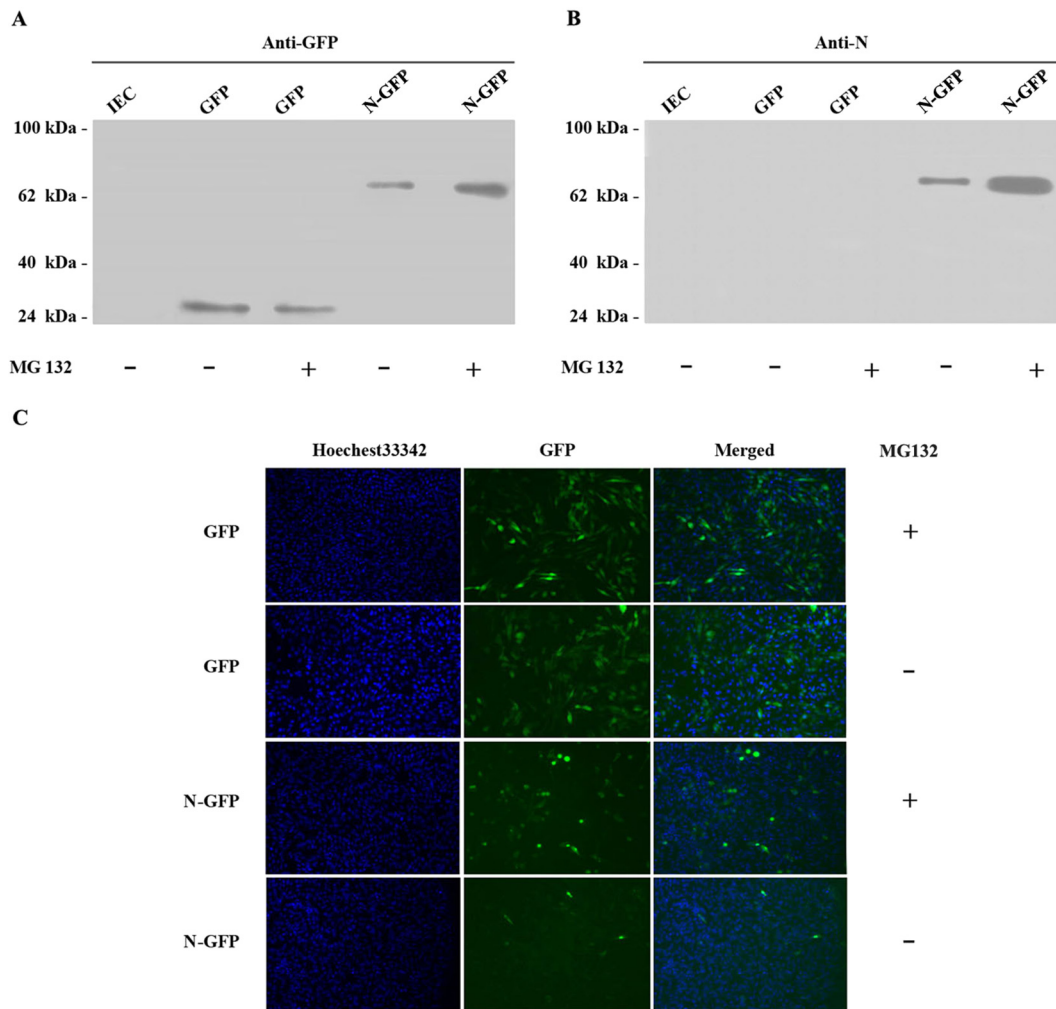 A
Anti-GFP
IEC GFP GFP N-GFP N-GFP
100 kDa -
62 kDa -
40 kDa -
24 kDa -
MG 132 – – + – +
B
Anti-N
IEC GFP GFP N-GFP N-GFP
100 kDa -
62 kDa -
40 kDa -
24 kDa -
MG 132 – – + – +
C
Hoechest33342 GFP Merged MG132
GFP +
GFP –
N-GFP +
N-GFP –